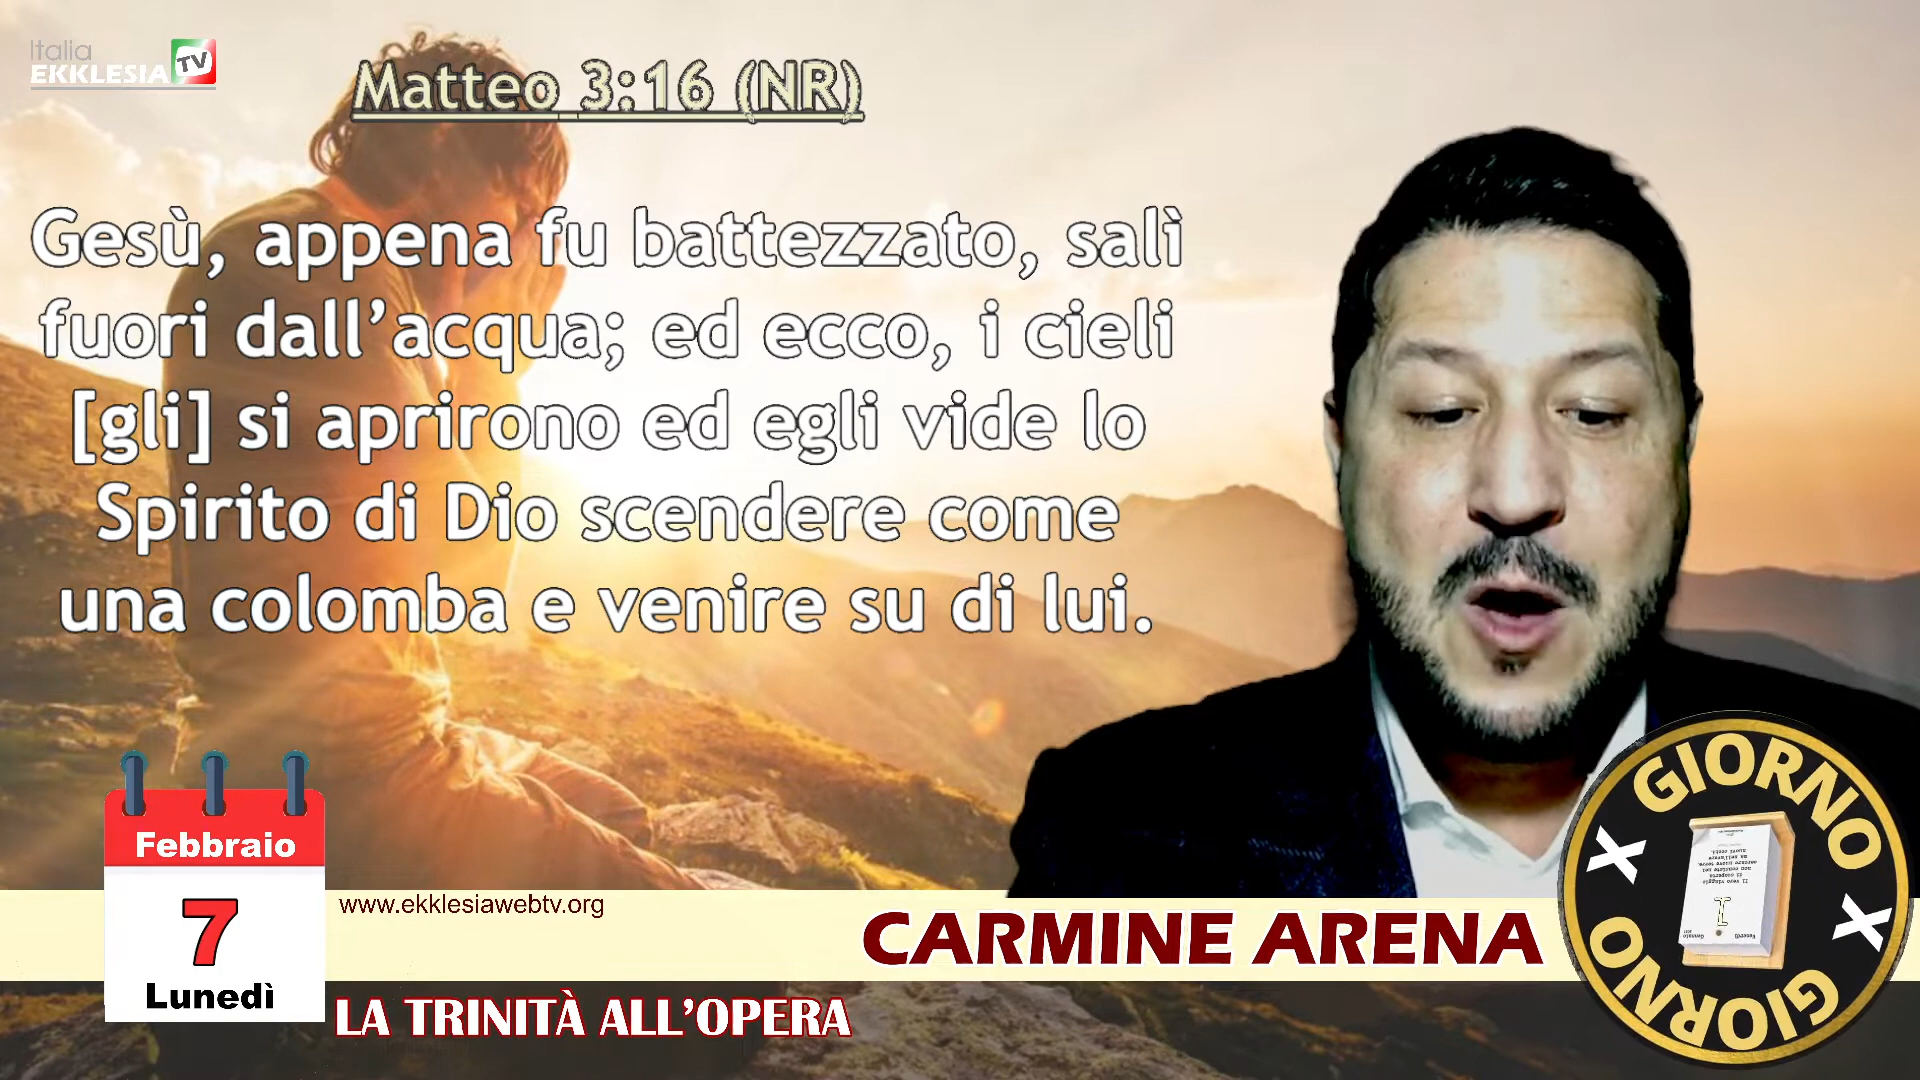 Italia
EKKLESIA TV
Matteo 3:16 (NR)
Gesù, appena fu battezzato, salì
fuori dall’acqua; ed ecco, i cieli
[gli] si aprirono ed egli vide lo
Spirito di Dio scendere come
una colomba e venire su di lui.
Febbraio
7
Lunedì
www.ekklesiawebtv.org
CARMINE ARENA
LA TRINITÀ ALL’OPERA
GIORNO
X
X
GIORNO